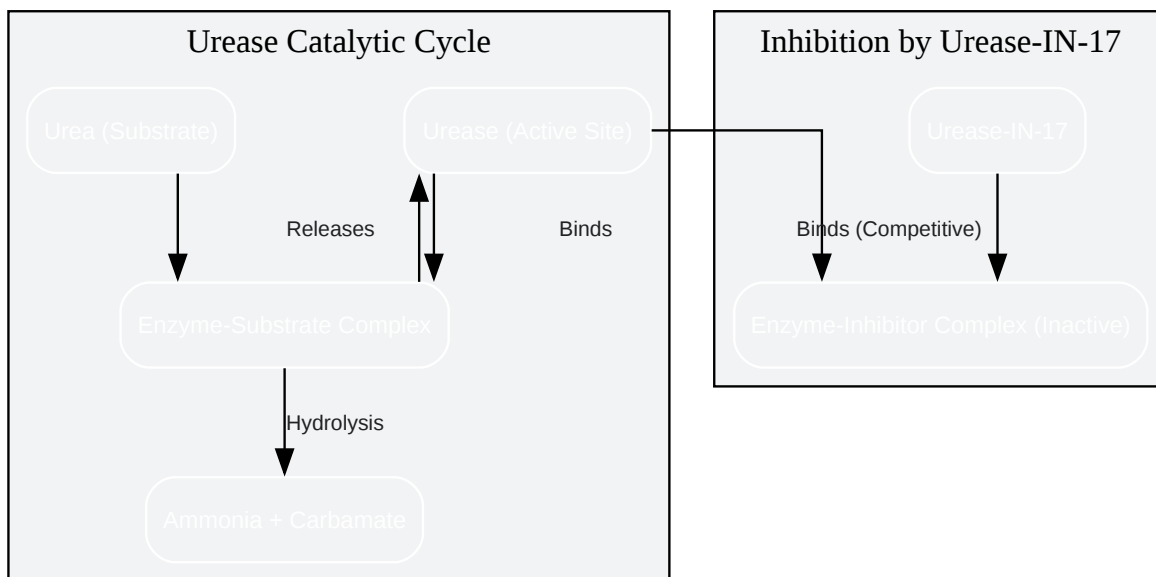 Urease Catalytic Cycle
Inhibition by Urease-IN-17
Urea (Substrate)
Urease (Active Site)
Urease-IN-17
Releases
Binds
Binds (Competitive)
Enzyme-Substrate Complex
Enzyme-Inhibitor Complex (Inactive)
Hydrolysis
Ammonia + Carbamate